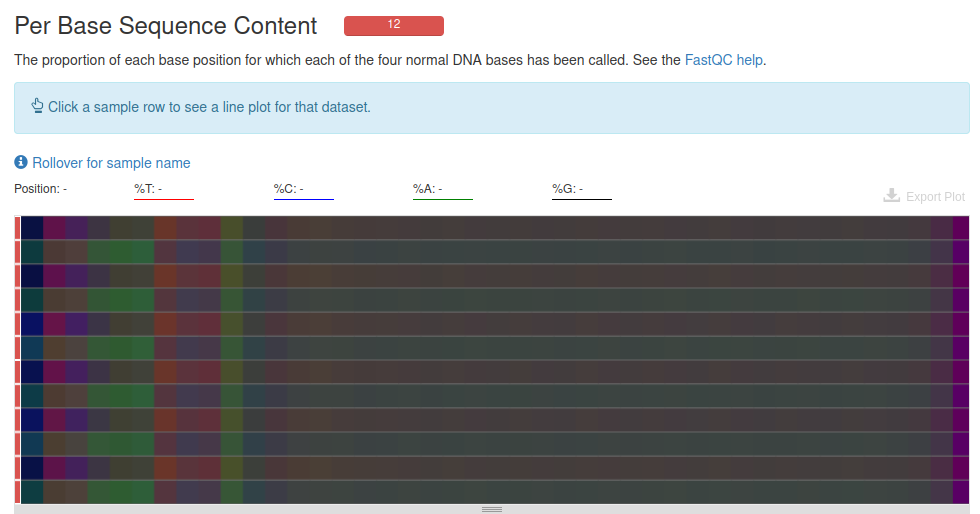 Per Base Sequence Content 12
The proportion of each base position for which each of the four normal DNA bases has been called. See the FastQC help.
Click a sample row to see a line plot for that dataset.
Rollover for sample name
Position: - %T: - %C: - %A: - %G: -
Export Plot